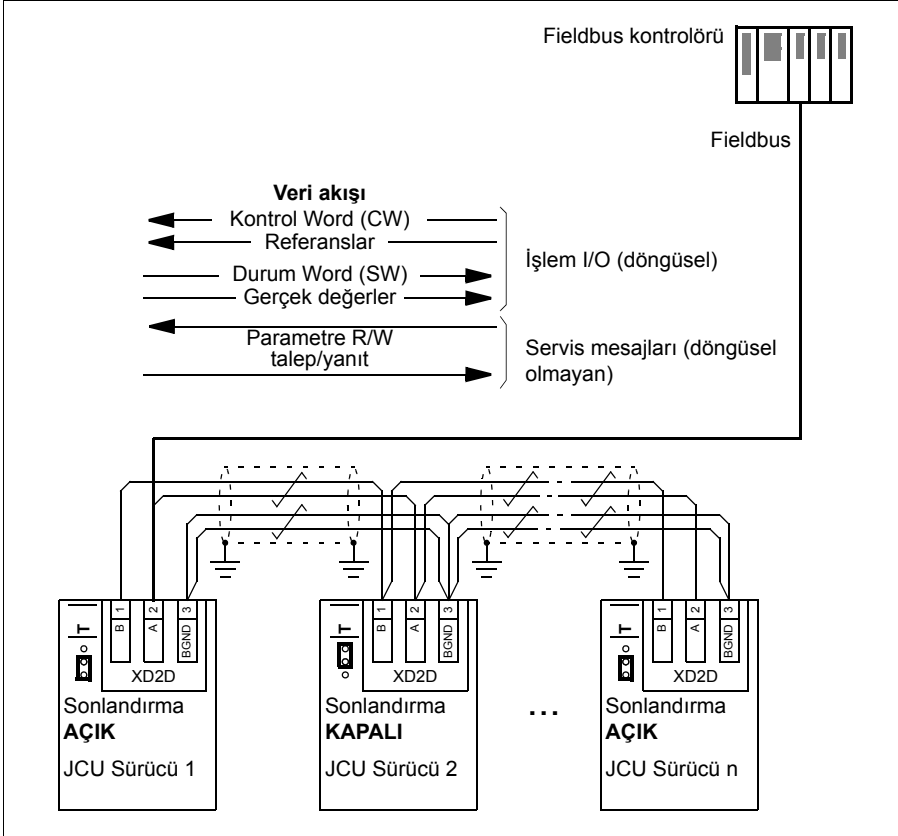 Fieldbus kontrolörü
Fieldbus
Veri akışı
Kontrol Word (CW)
Referanslar
Durum Word (SW)
Gerçek değerler
İşlem I/O (döngüsel)
Parametre R/W
talep/yanıt
Servis mesajları (döngüsel
olmayan)
T
B 1
A 2
BGND 3
XD2D
Sonlandırma
AÇIK
JCU Sürücü 1
T
B 1
A 2
BGND 3
XD2D
Sonlandırma
KAPALI
JCU Sürücü 2
...
T
B 1
A 2
BGND 3
XD2D
Sonlandırma
AÇIK
JCU Sürücü n